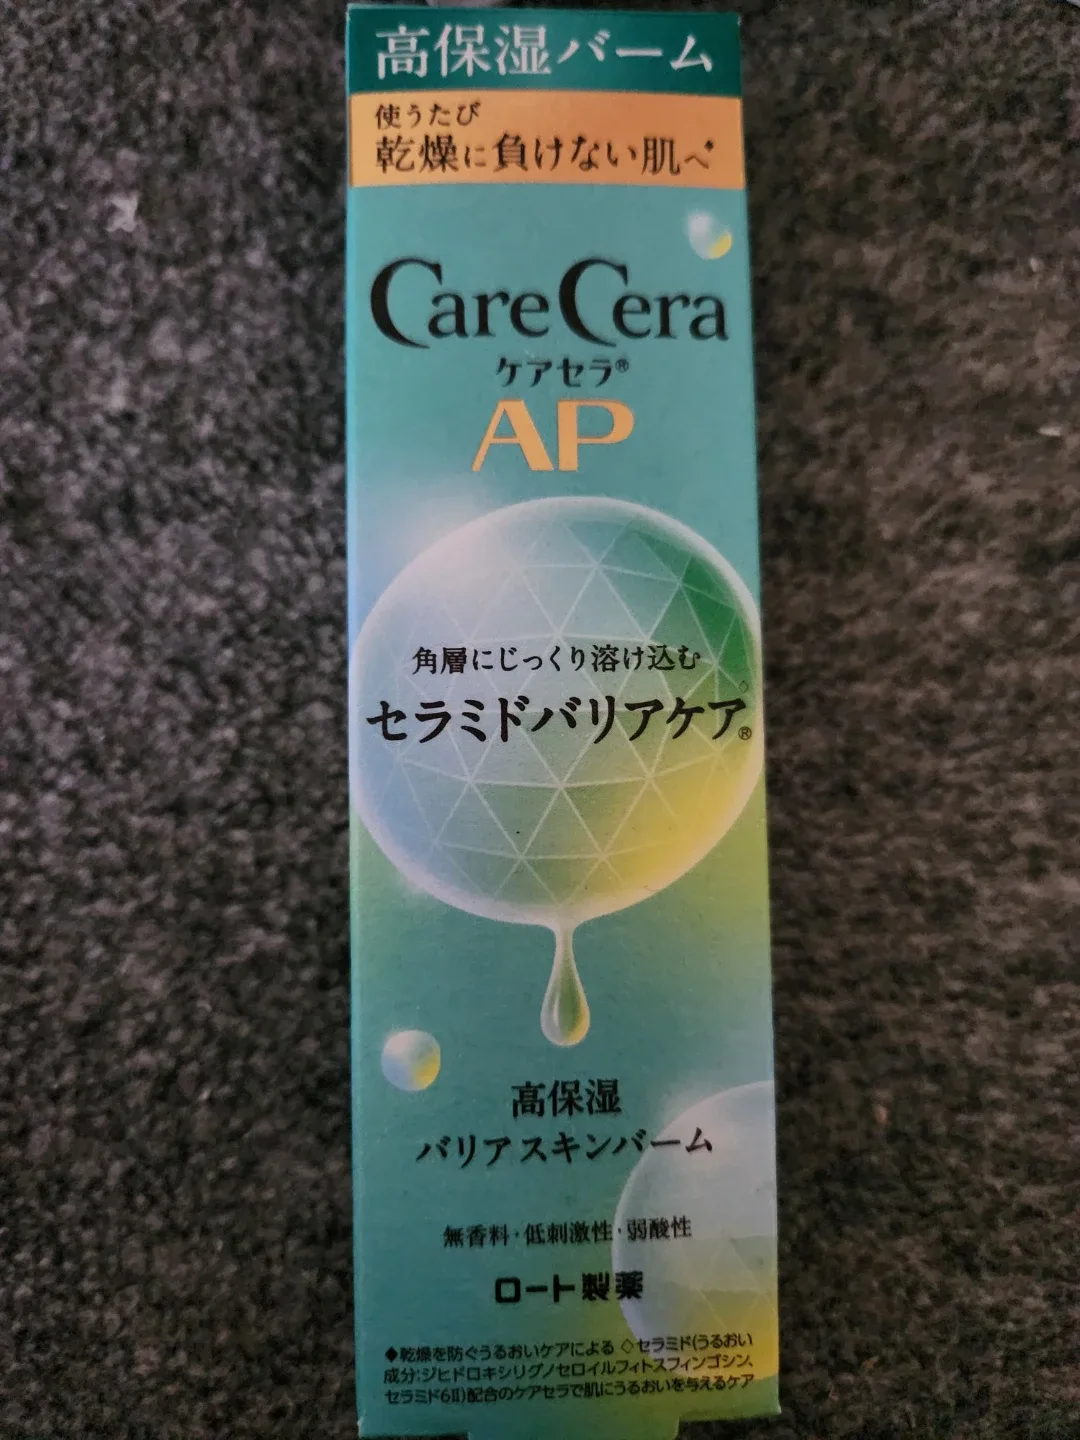 高保湿バーム
使うたび
乾燥に負けない肌へ◆
CareCera
ケアセラ®
AP
角層にじっくり溶け込む
セラミドバリアケア◇®
高保湿
バリアスキンバーム
無香料・低刺激性・弱酸性
ロート製薬
◆乾燥を防ぐうるおいケアによる ◇セラミド(うるおい
成分:ジヒドロキシリグノセロイルフィトスフィンゴシン、
セラミド6Ⅱ)配合のケアセラで肌にうるおいを与えるケア